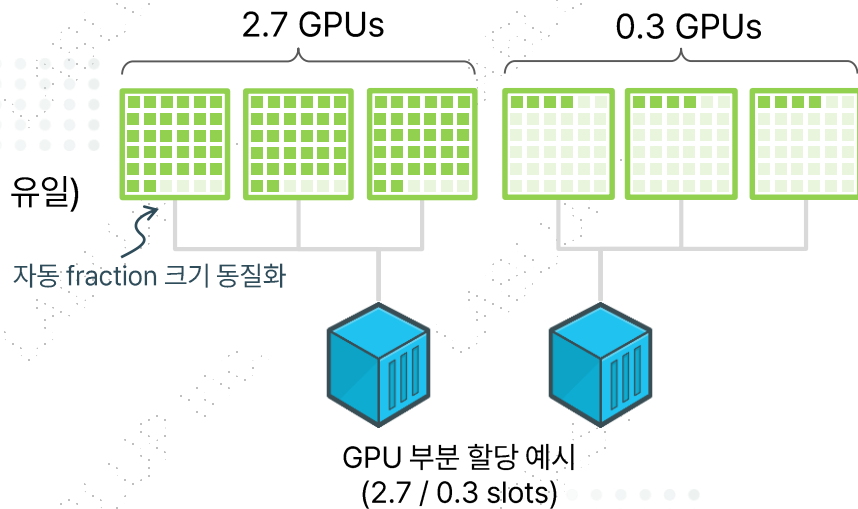 2.7 GPUs
0.3 GPUs
유일)
자동 fraction 크기 동질화
GPU 부분 할당 예시
(2.7 / 0.3 slots)